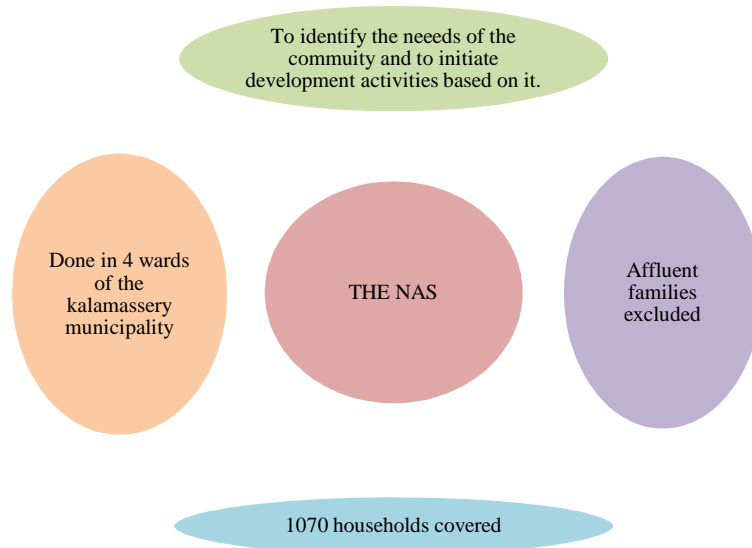 To identify the neeeds of the
commuity and to initiate
development activities based on it.
Done in 4 wards
of the
kalamassery
municipality
THE NAS
Affluent
families
excluded
1070 households covered